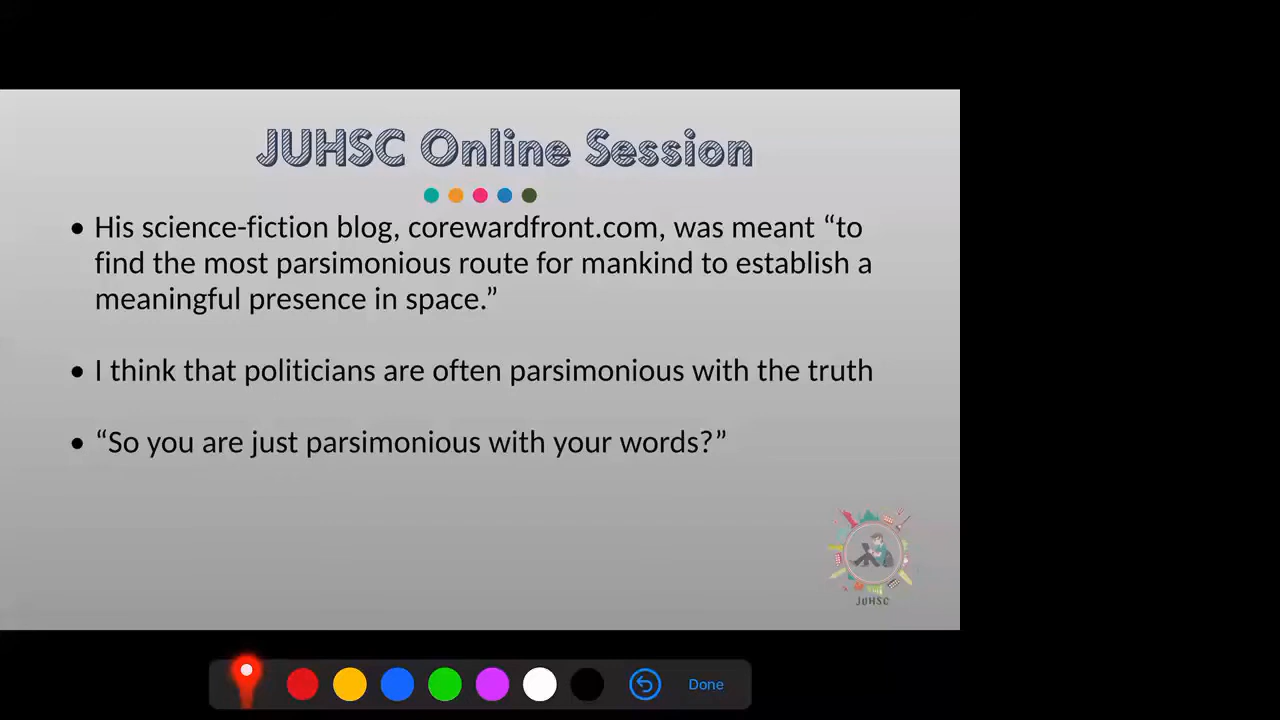 JUHSC Online Session
• His science-fiction blog, corewardfront.com, was meant “to
find the most parsimonious route for mankind to establish a
meaningful presence in space.”
• I think that politicians are often parsimonious with the truth
• “So you are just parsimonious with your words?”
JUHSC
Done